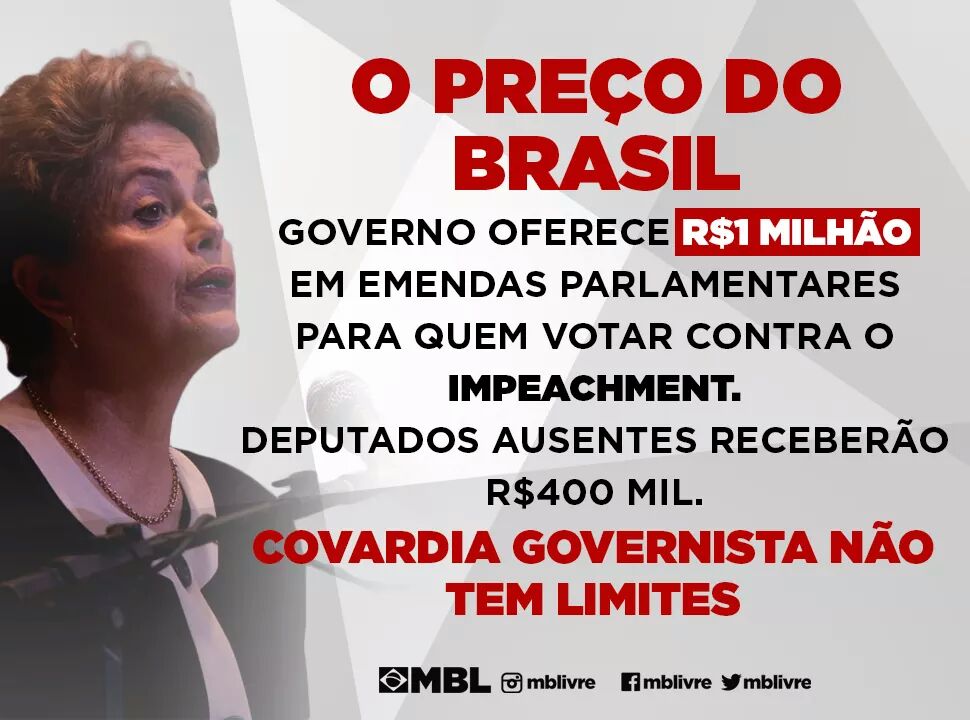 O PREÇO DO
BRASIL
GOVERNO OFERECE R$1 MILHÃO
EM EMENDAS PARLAMENTARES
PARA QUEM VOTAR CONTRA O
IMPEACHMENT.
DEPUTADOS AUSENTES RECEBERÃO
R$400 MIL.
COVARDIA GOVERNISTA NÃO
TEM LIMITES
MBL mblivre mblivre mblivre